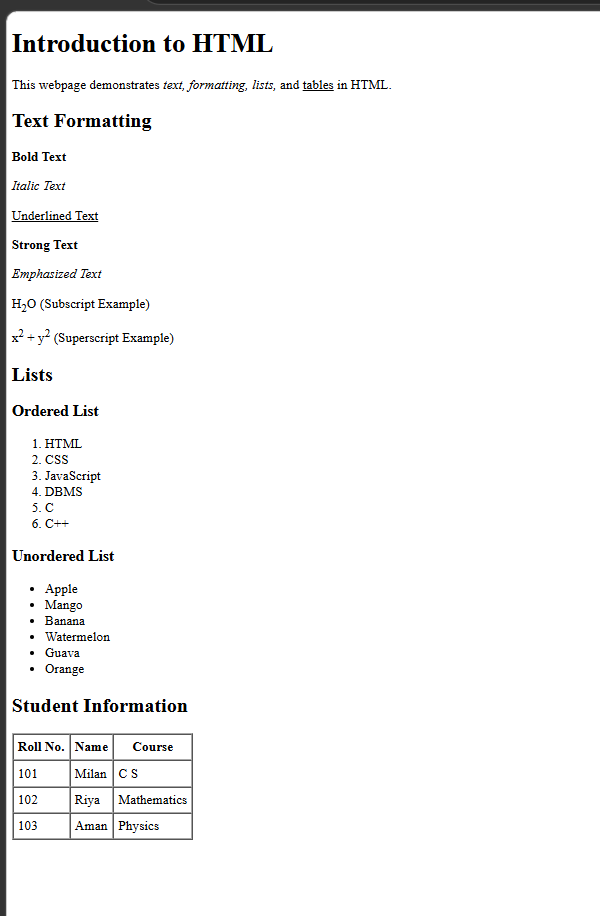 Introduction to HTML
This webpage demonstrates text, formatting, lists, and tables in HTML.
Text Formatting
Bold Text
Italic Text
Underlined Text
Strong Text
Emphasized Text
H₂O (Subscript Example)
x² + y² (Superscript Example)
Lists
Ordered List
1. HTML
2. CSS
3. JavaScript
4. DBMS
5. C
6. C++
Unordered List
• Apple
• Mango
• Banana
• Watermelon
• Guava
• Orange
Student Information
Roll No. Name Course
101 Milan C S
102 Riya Mathematics
103 Aman Physics